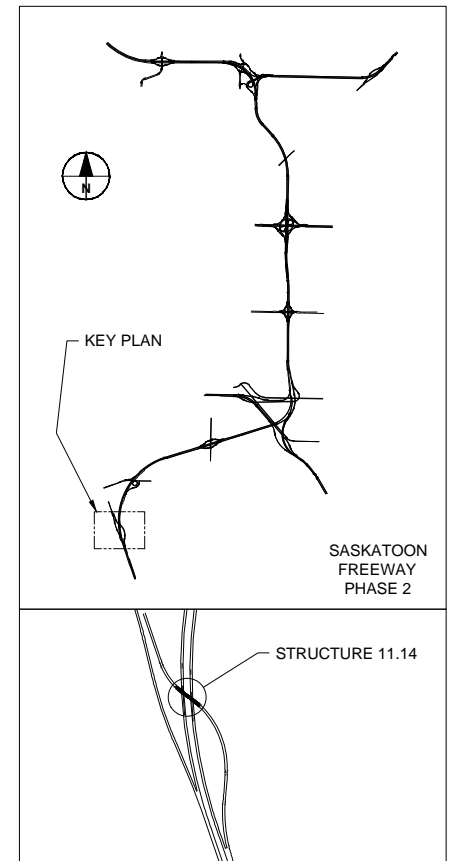 N
KEY PLAN
SASKATOON
FREEWAY
PHASE 2
STRUCTURE 11.14